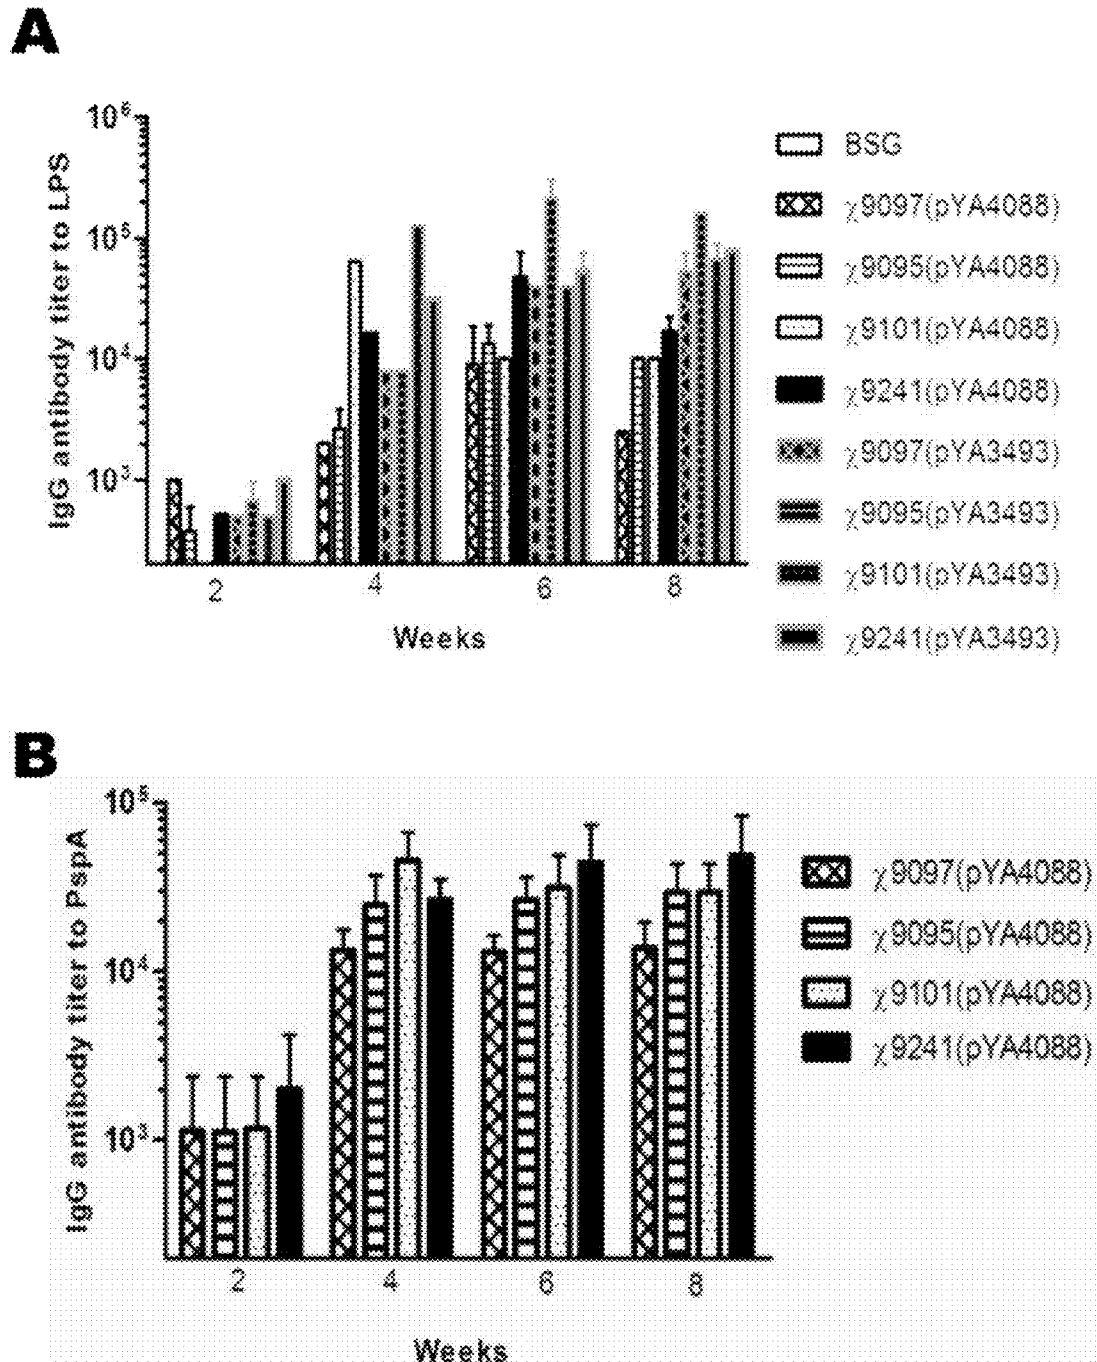 A
IgG antibody titer to LPS
10⁶
10⁵
10⁴
10³
2 4 6 8
Weeks
BSG
χ9097(pYA4088)
χ9095(pYA4088)
χ9101(pYA4088)
χ9241(pYA4088)
χ9097(pYA3493)
χ9095(pYA3493)
χ9101(pYA3493)
χ9241(pYA3493)
B
IgG antibody titer to PspA
10⁵
10⁴
10³
2 4 6 8
Weeks
χ9097(pYA4088)
χ9095(pYA4088)
χ9101(pYA4088)
χ9241(pYA4088)